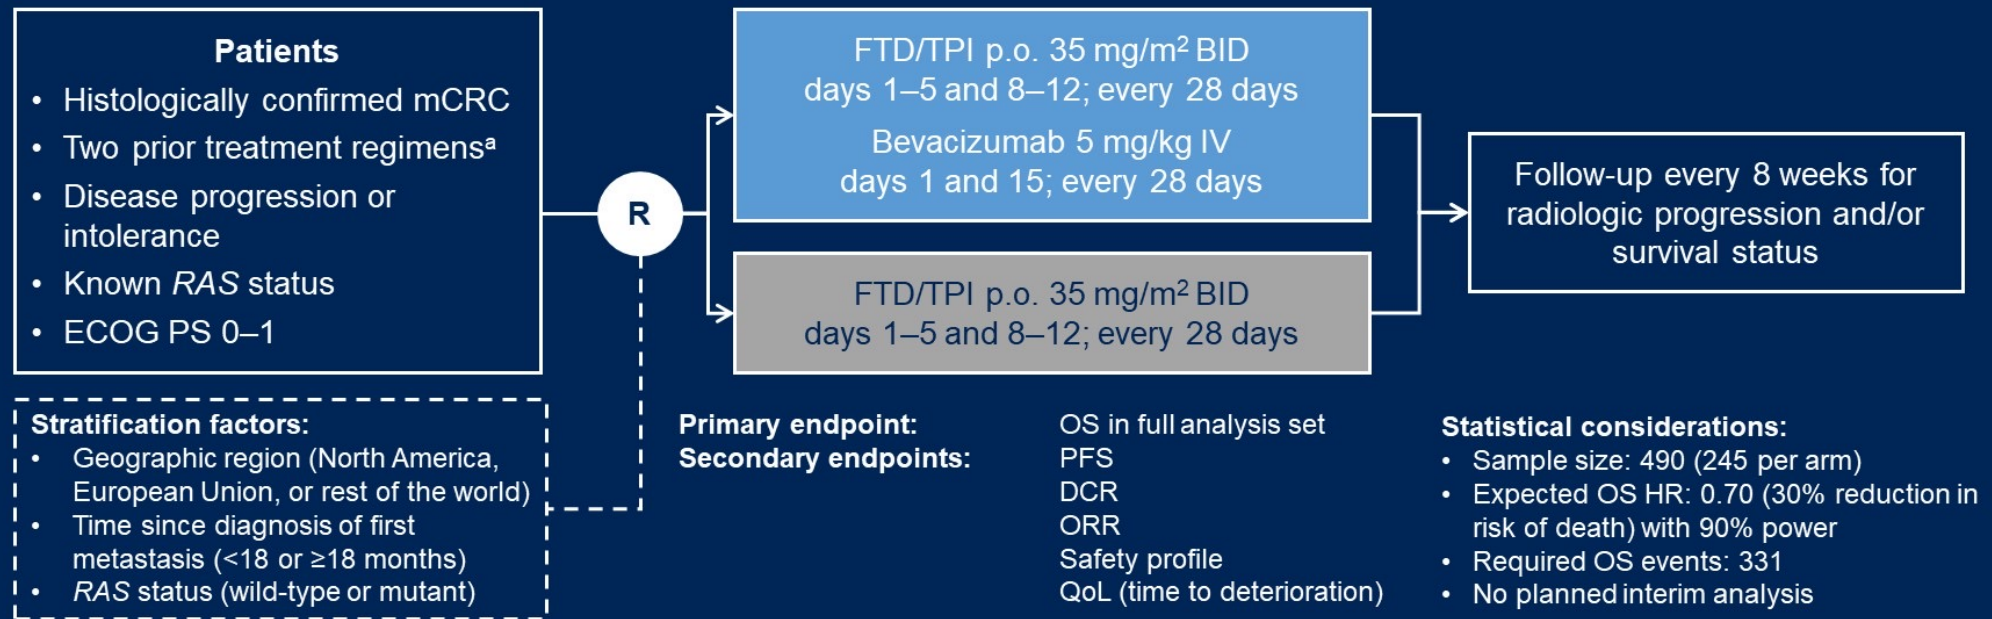 Patients
• Histologically confirmed mCRC
• Two prior treatment regimensᵃ
• Disease progression or
intolerance
• Known RAS status
• ECOG PS 0–1
R
FTD/TPI p.o. 35 mg/m² BID
days 1–5 and 8–12; every 28 days
Bevacizumab 5 mg/kg IV
days 1 and 15; every 28 days
FTD/TPI p.o. 35 mg/m² BID
days 1–5 and 8–12; every 28 days
Follow-up every 8 weeks for
radiologic progression and/or
survival status
Stratification factors:
• Geographic region (North America,
European Union, or rest of the world)
• Time since diagnosis of first
metastasis (<18 or ≥18 months)
• RAS status (wild-type or mutant)
Primary endpoint: OS in full analysis set
Secondary endpoints: PFS
DCR
ORR
Safety profile
QoL (time to deterioration)
Statistical considerations:
• Sample size: 490 (245 per arm)
• Expected OS HR: 0.70 (30% reduction in
risk of death) with 90% power
• Required OS events: 331
• No planned interim analysis